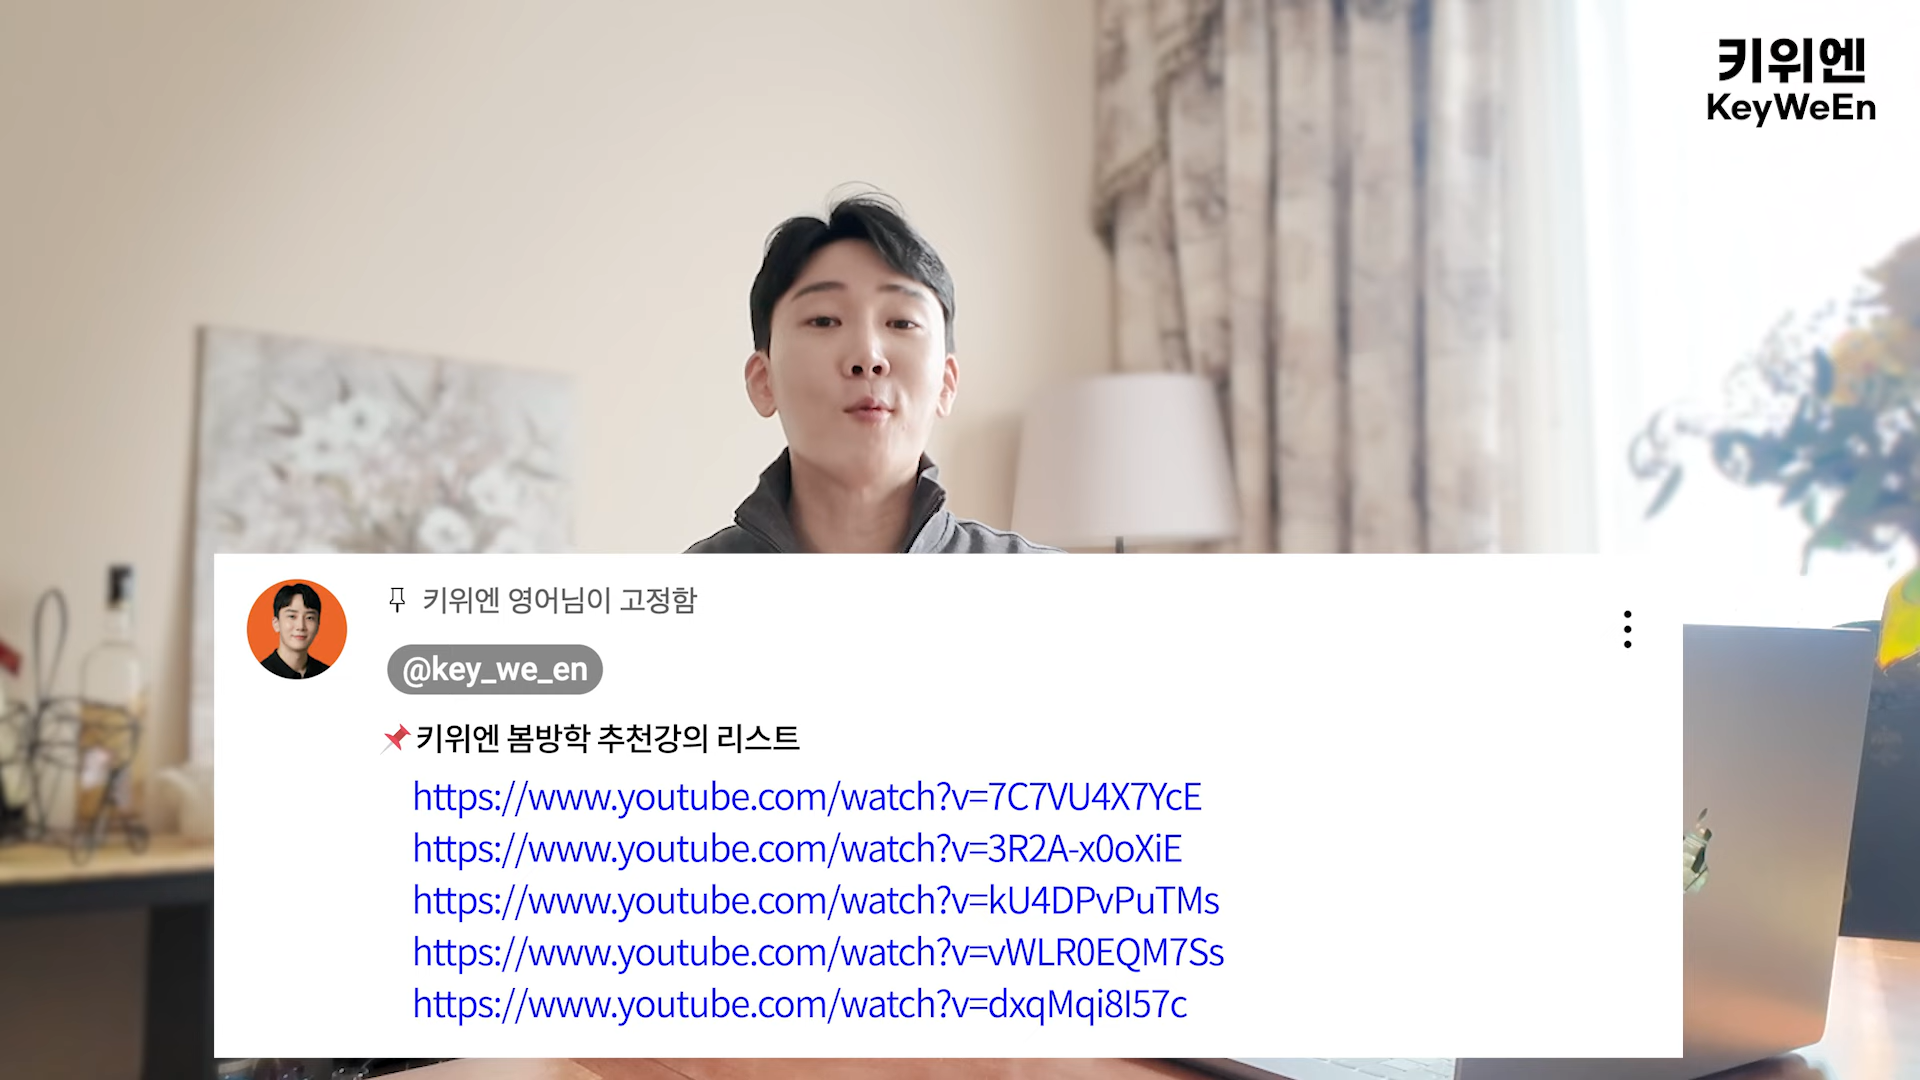 키위엔
KeyWeEn
키위엔 영어님이 고정함
@key_we_en
📌키위엔 봄방학 추천강의 리스트
https://www.youtube.com/watch?v=7C7VU4X7YcE
https://www.youtube.com/watch?v=3R2A-x0oXiE
https://www.youtube.com/watch?v=kU4DPvPuTMs
https://www.youtube.com/watch?v=vWLR0EQM7Ss
https://www.youtube.com/watch?v=dxqMqi8I57c